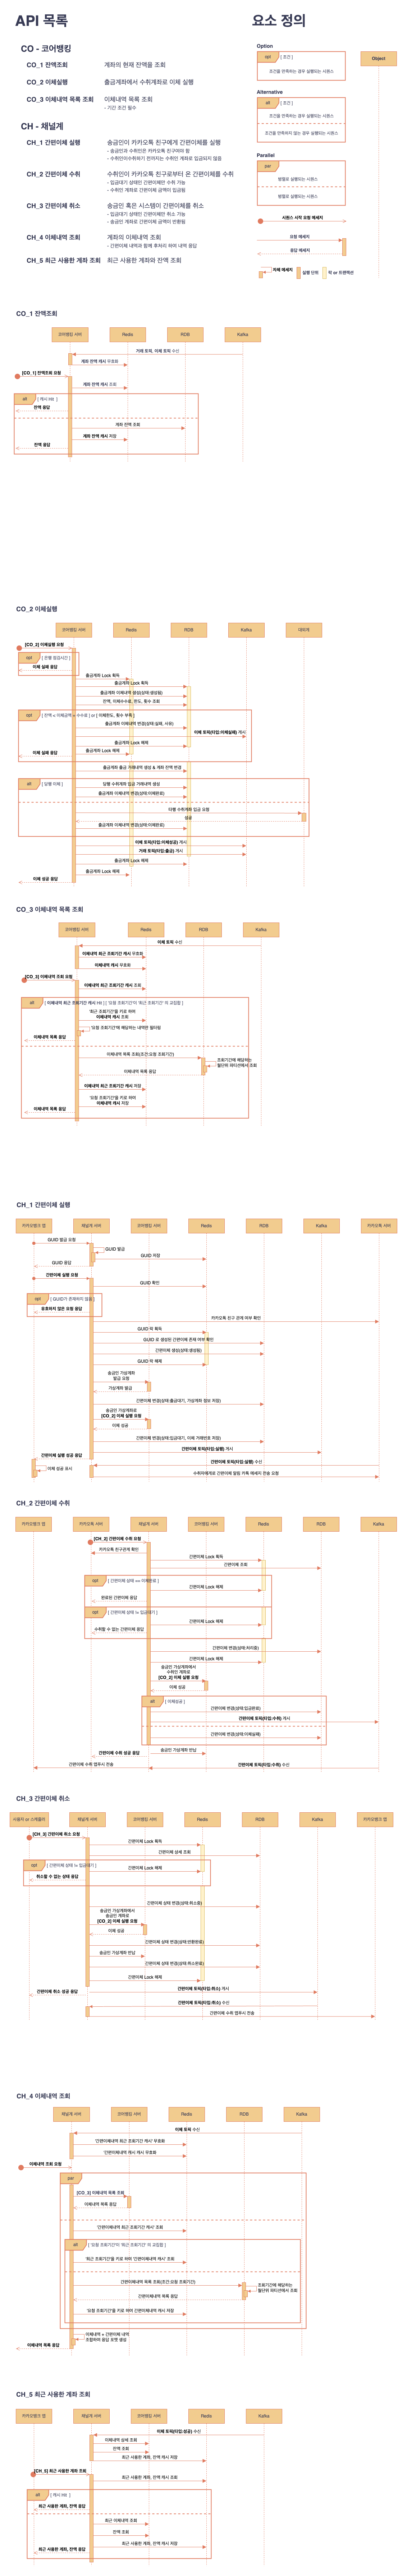 API 목록
CO - 코어뱅킹
CO_1 잔액조회 계좌의 현재 잔액을 조회
CO_2 이체실행 출금계좌에서 수취계좌로 이체 실행
CO_3 이체내역 목록 조회 이체내역 목록 조회
- 기간 조건 필수
CH - 채널계
CH_1 간편이체 실행 송금인이 카카오톡 친구에게 간편이체를 실행
- 송금인과 수취인은 카카오톡 친구여야 함
- 수취인이수취하기 전까지는 수취인 계좌로 입금되지 않음
CH_2 간편이체 수취 수취인이 카카오톡 친구로부터 온 간편이체를 수취
- 입금대기 상태인 간편이체만 수취 가능
- 수취인 계좌로 간편이체 금액이 입금됨
CH_3 간편이체 취소 송금인 혹은 시스템이 간편이체를 취소
- 입금대기 상태인 간편이체만 취소 가능
- 송금인 계좌로 간편이체 금액이 반환됨
CH_4 이체내역 조회 계좌의 이체내역 조회
- 간편이체 내역과 함께 후처리 하여 내역 응답
CH_5 최근 사용한 계좌 조회 최근 사용한 계좌와 잔액 조회
요소 정의
Option
opt [ 조건 ]
조건을 만족하는 경우 실행되는 시퀀스
Object
Alternative
alt [ 조건 ]
조건을 만족하는 경우 실행되는 시퀀스
조건을 만족하지 않는 경우 실행되는 시퀀스
Parallel
par
병렬로 실행되는 시퀀스
병렬로 실행되는 시퀀스
시퀀스 시작 요청 메세지
요청 메세지
응답 메세지
자체 메세지 실행 단위 락 or 트랜잭션
CO_1 잔액조회
코어뱅킹 서버 Redis RDB Kafka
거래 토픽, 이체 토픽 수신
계좌 잔액 캐시 무효화
[CO_1] 잔액조회 요청
계좌 잔액 캐시 조회
alt [ 캐시 Hit ]
잔액 응답
계좌 잔액 조회
계좌 잔액 캐시 저장
잔액 응답
CO_2 이체실행
코어뱅킹 서버 Redis RDB Kafka 대외계
[CO_2] 이체실행 요청
opt [ 은행 점검시간 ]
이체 실패 응답
출금계좌 Lock 획득
출금계좌 Lock 획득
출금계좌 이체내역 생성(상태:생성됨)
잔액, 이체수수료, 한도, 횟수 조회
opt [ 잔액 < 이체금액 + 수수료 ] or [ 이체한도, 횟수 부족 ]
출금계좌 이체내역 변경(상태:실패, 사유)
이체 토픽(타입:이체실패) 게시
출금계좌 Lock 해제
이체 실패 응답
출금계좌 Lock 해제
출금계좌 출금 거래내역 생성 & 계좌 잔액 변경
alt [ 당행 이체 ]
당행 수취계좌 입금 거래내역 생성
출금계좌 이체내역 변경(상태:이체완료)
타행 수취계좌 입금 요청
성공
출금계좌 이체내역 변경(상태:이체완료)
이체 토픽(타입:이체성공) 게시
거래 토픽(타입:출금) 게시
출금계좌 Lock 해제
출금계좌 Lock 해제
이체 성공 응답
CO_3 이체내역 목록 조회
코어뱅킹 서버 Redis RDB Kafka
이체 토픽 수신
이체내역 최근 조회기간 캐시 무효화
이체내역 캐시 무효화
[CO_3] 이체내역 조회 요청
이체내역 최근 조회기간 캐시 조회
alt [ 이체내역 최근 조회기간 캐시 Hit ] [ '요청 조회기간'이 '최근 조회기간' 의 교집합 ]
'최근 조회기간'을 키로 하여
이체내역 캐시 조회
'요청 조회기간'에 해당하는 내역만 필터링
이체내역 목록 응답
이체내역 목록 조회(조건:요청 조회기간)
조회기간에 해당하는
월단위 파티션에서 조회
이체내역 목록 응답
이체내역 최근 조회기간 캐시 저장
'요청 조회기간'을 키로 하여
이체내역 캐시 저장
이체내역 목록 응답
CH_1 간편이체 실행
카카오뱅크 앱 채널계 서버 코어뱅킹 서버 Redis RDB Kafka 카카오톡 서버
GUID 발급 요청
GUID 발급
GUID 저장
GUID 응답
간편이체 실행 요청
GUID 확인
opt [ GUID가 존재하지 않음 ]
유효하지 않은 요청 응답
카카오톡 친구 관계 여부 확인
GUID 락 획득
GUID 로 생성된 간편이체 존재 여부 확인
간편이체 생성(상태:생성됨)
GUID 락 해제
송금인 가상계좌
발급 요청
가상계좌 발급
간편이체 변경(상태:출금대기, 가상계좌 정보 저장)
송금인 가상계좌로
[CO_2] 이체 실행 요청
이체 성공
간편이체 변경(상태:입금대기, 이체 거래번호 저장)
간편이체 토픽(타입:실행) 게시
간편이체 실행 성공 응답
간편이체 토픽(타입:실행) 수신
이체 성공 표시
수취자에게로 간편이체 알림 카톡 메세지 전송 요청
CH_2 간편이체 수취
카카오뱅크 앱 카카오톡 서버 채널계 서버 코어뱅킹 서버 Redis RDB Kafka
[CH_2] 간편이체 수취 요청
카카오톡 친구관계 확인
간편이체 Lock 획득
간편이체 조회
opt [ 간편이체 상태 == 이체완료 ]
간편이체 Lock 해제
완료된 간편이체 응답
opt [ 간편이체 상태 != 입금대기 ]
간편이체 Lock 해제
수취할 수 없는 간편이체 응답
간편이체 변경(상태:처리중)
간편이체 Lock 해제
송금인 가상계좌에서
수취인 계좌로
[CO_2] 이체 실행 요청
이체 성공
alt [ 이체성공 ]
간편이체 변경(상태:입금완료)
간편이체 토픽(타입:수취) 게시
간편이체 변경(상태:이체실패)
송금인 가상계좌 반납
간편이체 수취 성공 응답
간편이체 수취 앱푸시 전송
간편이체 토픽(타입:수취) 수신
CH_3 간편이체 취소
사용자 or 스케쥴러 채널계 서버 코어뱅킹 서버 Redis RDB Kafka 카카오뱅크 앱
[CH_3] 간편이체 취소 요청
간편이체 Lock 획득
간편이체 상세 조회
opt [ 간편이체 상태 != 입금대기 ]
간편이체 Lock 해제
취소할 수 없는 상태 응답
간편이체 상태 변경(상태:취소중)
송금인 가상계좌에서
송금인 계좌로
[CO_2] 이체 실행 요청
이체 성공
간편이체 상태 변경(상태:반환완료)
송금인 가상계좌 반납
간편이체 상태 변경(상태:취소완료)
간편이체 Lock 해제
간편이체 토픽(타입:취소) 게시
간편이체 취소 성공 응답
간편이체 토픽(타입:취소) 수신
간편이체 수취 앱푸시 전송
CH_4 이체내역 조회
채널계 서버 코어뱅킹 서버 Redis RDB Kafka
이체 토픽 수신
'간편이체내역 최근 조회기간 캐시' 무효화
'간편이체내역 캐시 캐시 무효화
이체내역 조회 요청
par
[CO_3] 이체내역 목록 조회
이체내역 목록 응답
'간편이체내역 최근 조회기간 캐시' 조회
alt [ '요청 조회기간'이 '최근 조회기간' 의 교집합 ]
'최근 조회기간'을 키로 하여 '간편이체내역 캐시' 조회
간편이체내역 목록 조회(조건:요청 조회기간)
조회기간에 해당하는
월단위 파티션에서 조회
간편이체내역 목록 응답
'요청 조회기간'을 키로 하여 간편이체내역 캐시 저장
이체내역 + 간편이체 내역
조합하여 응답 포맷 생성
이체내역 목록 응답
CH_5 최근 사용한 계좌 조회
카카오뱅크 앱 채널계 서버 코어뱅킹 서버 Redis Kafka
이체 토픽(타입:성공) 수신
이체내역 상세 조회
잔액 조회
최근 사용한 계좌, 잔액 캐시 저장
[CH_5] 최근 사용한 계좌 조회
최근 사용한 계좌, 잔액 캐시 조회
alt [ 캐시 Hit ]
최근 사용한 계좌, 잔액 응답
최근 이체내역 조회
잔액 조회
최근 사용한 계좌, 잔액 캐시 저장
최근 사용한 계좌, 잔액 응답